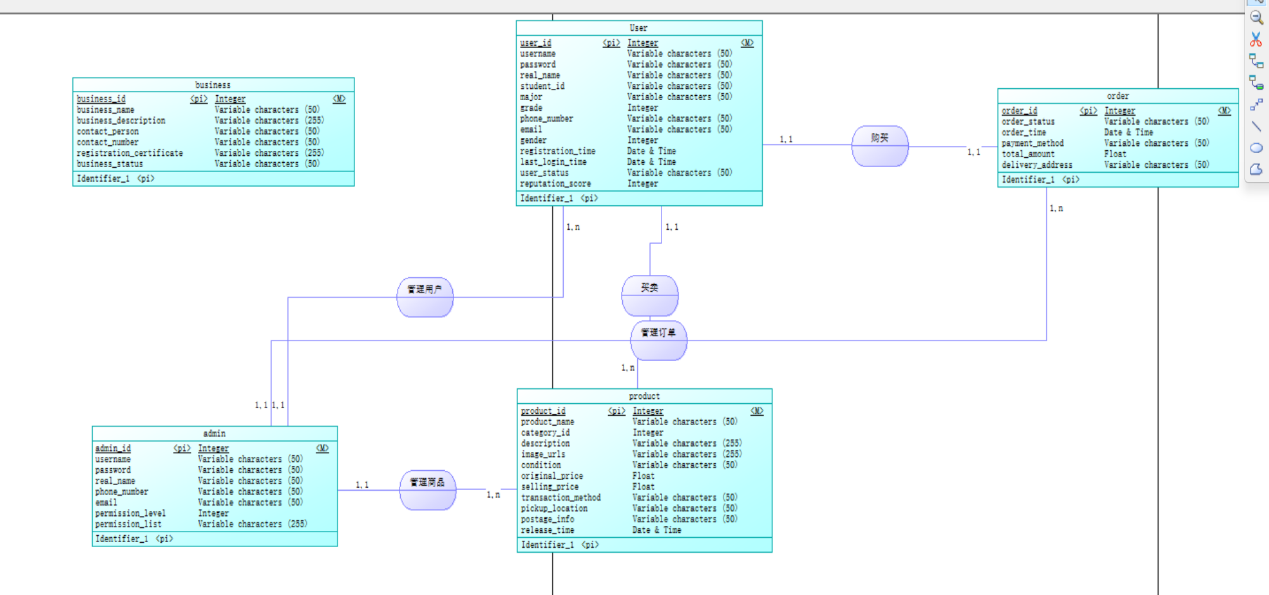 User
user_id <pi> Integer <M>
username Variable characters (50)
password Variable characters (50)
real_name Variable characters (50)
student_id Variable characters (50)
major Variable characters (50)
grade Integer
phone_number Variable characters (50)
email Variable characters (50)
gender Integer
registration_time Date & Time
last_login_time Date & Time
user_status Variable characters (50)
reputation_score Integer
Identifier_1 <pi>
business
business_id <pi> Integer <M>
business_name Variable characters (50)
business_description Variable characters (255)
contact_person Variable characters (50)
contact_number Variable characters (50)
registration_certificate Variable characters (255)
business_status Variable characters (50)
Identifier_1 <pi>
order
order_id <pi> Integer <M>
order_status Variable characters (50)
order_time Date & Time
payment_method Variable characters (50)
total_amount Float
delivery_address Variable characters (50)
Identifier_1 <pi>
1,1
购买
1,1
1,n
1,1
1,n
管理用户
买卖
管理订单
1,n
1,1
1,1
admin
admin_id <pi> Integer <M>
username Variable characters (50)
password Variable characters (50)
real_name Variable characters (50)
phone_number Variable characters (50)
email Variable characters (50)
permission_level Integer
permission_list Variable characters (255)
Identifier_1 <pi>
1,1
管理商品
1,n
product
product_id <pi> Integer <M>
product_name Variable characters (50)
category_id Integer
description Variable characters (255)
image_urls Variable characters (255)
condition Variable characters (50)
original_price Float
selling_price Float
transaction_method Variable characters (50)
pickup_location Variable characters (50)
postage_info Variable characters (50)
release_time Date & Time
Identifier_1 <pi>